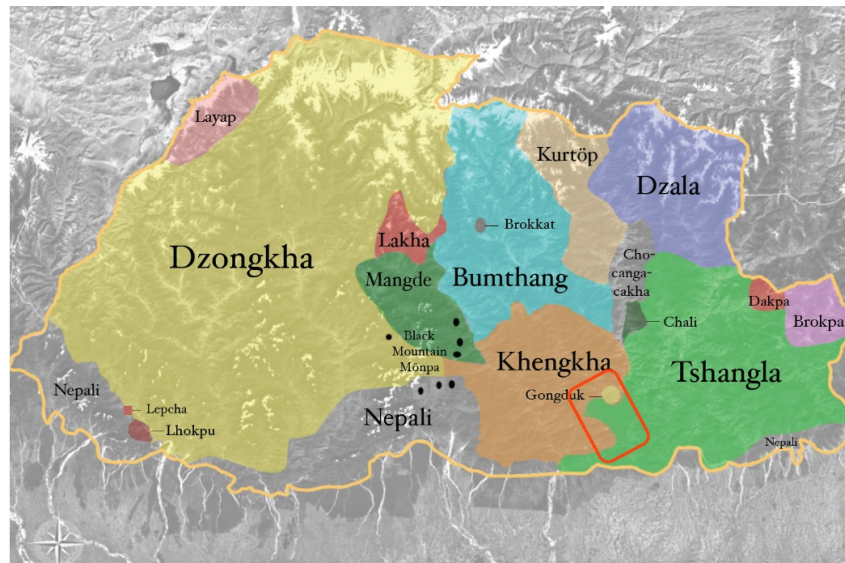 Layap
Kurtöp
Dzala
Brokkat
Lakha
Dzongkha
Cho-
canga-
cakha
Mangde
Bumthang
Dakpa
Chali
Brokpa
Black
Mountain
Mönpa
Khengkha
Tshangla
Nepali
Gongduk
Lepcha
Nepali
Lhokpu
Nepali